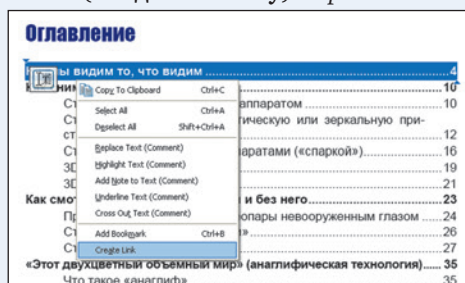 Оглавление
ы видим то, что видим 4
Copy To Clipboard Ctrl+C 10
Select All Ctrl+A аппаратом 10
Deselect All Shift+Ctrl+A тическую или зеркальную при-
ст 12
Replace Text (Comment) паратами («спаркой») 16
Highlight Text (Comment) 19
Add Note to Text (Comment) 21
Как смот Underline Text (Comment) и без него 23
Cross Out Text (Comment) опары невооруженным глазом 24
Add Bookmark Ctrl+B 26
Create Link 27
«Этот двухцветный объемный мир» (анаглифическая технология) 35
Что такое «анаглиф» 35